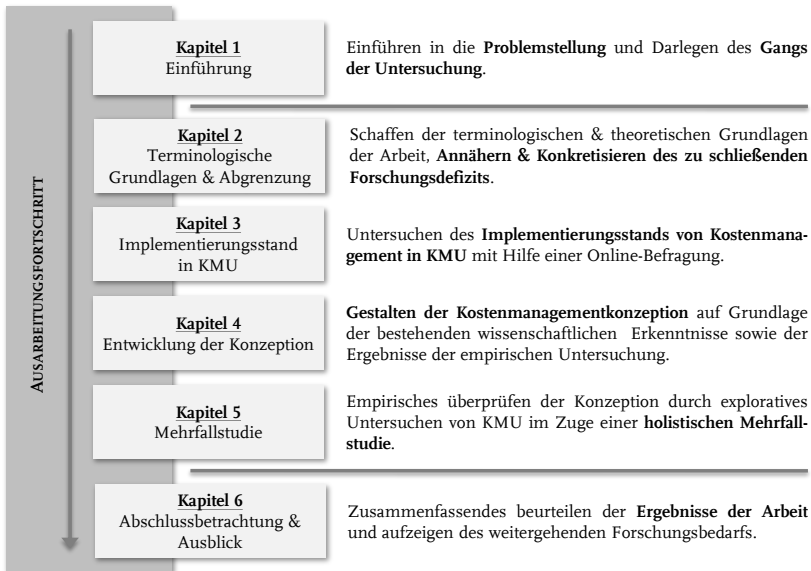 AUSARBEITUNGSFORTSCHRITT
Kapitel 1
Einführung
Einführen in die Problemstellung und Darlegen des Gangs
der Untersuchung.
Kapitel 2
Terminologische
Grundlagen & Abgrenzung
Schaffen der terminologischen & theoretischen Grundlagen
der Arbeit, Annähern & Konkretisieren des zu schließenden
Forschungsdefizits.
Kapitel 3
Implementierungsstand
in KMU
Untersuchen des Implementierungsstands von Kostenmana-
gement in KMU mit Hilfe einer Online-Befragung.
Kapitel 4
Entwicklung der Konzeption
Gestalten der Kostenmanagementkonzeption auf Grundlage
der bestehenden wissenschaftlichen Erkenntnisse sowie der
Ergebnisse der empirischen Untersuchung.
Kapitel 5
Mehrfallstudie
Empirisches überprüfen der Konzeption durch exploratives
Untersuchen von KMU im Zuge einer holistischen Mehrfall-
studie.
Kapitel 6
Abschlussbetrachtung &
Ausblick
Zusammenfassendes beurteilen der Ergebnisse der Arbeit
und aufzeigen des weitergehenden Forschungsbedarfs.